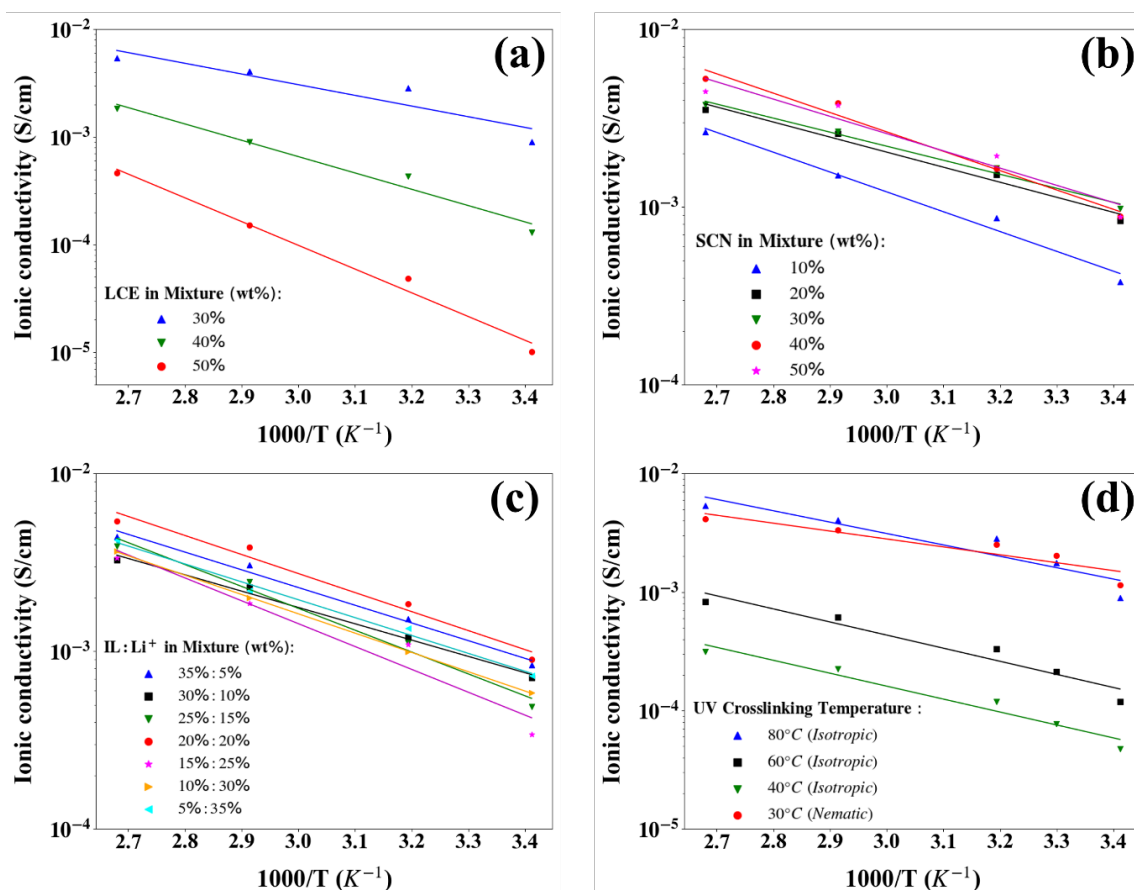 (a)
Ionic conductivity (S/cm)
10⁻²
10⁻³
10⁻⁴
10⁻⁵
LCE in Mixture (wt%):
30%
40%
50%
2.7 2.8 2.9 3.0 3.1 3.2 3.3 3.4
1000/T (K⁻¹)
(b)
Ionic conductivity (S/cm)
10⁻²
10⁻³
10⁻⁴
SCN in Mixture (wt%):
10%
20%
30%
40%
50%
2.7 2.8 2.9 3.0 3.1 3.2 3.3 3.4
1000/T (K⁻¹)
(c)
Ionic conductivity (S/cm)
10⁻²
10⁻³
10⁻⁴
IL:Li⁺ in Mixture (wt%):
35%:5%
30%:10%
25%:15%
20%:20%
15%:25%
10%:30%
5%:35%
2.7 2.8 2.9 3.0 3.1 3.2 3.3 3.4
1000/T (K⁻¹)
(d)
Ionic conductivity (S/cm)
10⁻²
10⁻³
10⁻⁴
10⁻⁵
UV Crosslinking Temperature :
80°C (Isotropic)
60°C (Isotropic)
40°C (Isotropic)
30°C (Nematic)
2.7 2.8 2.9 3.0 3.1 3.2 3.3 3.4
1000/T (K⁻¹)